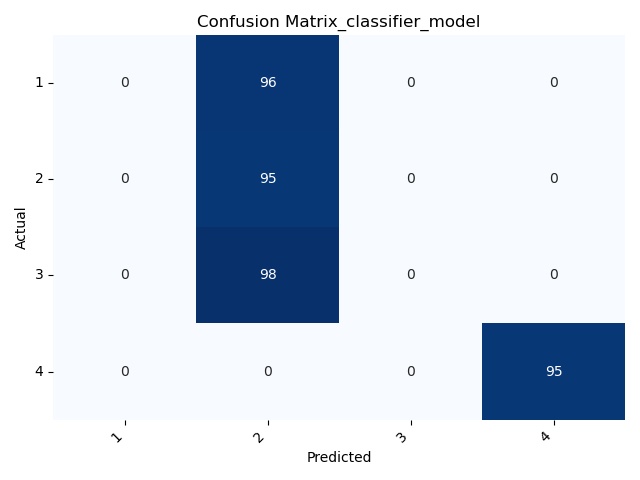 Confusion Matrix_classifier_model
Actual
1 0 96 0 0
2 0 95 0 0
3 0 98 0 0
4 0 0 0 95
1 2 3 4
Predicted